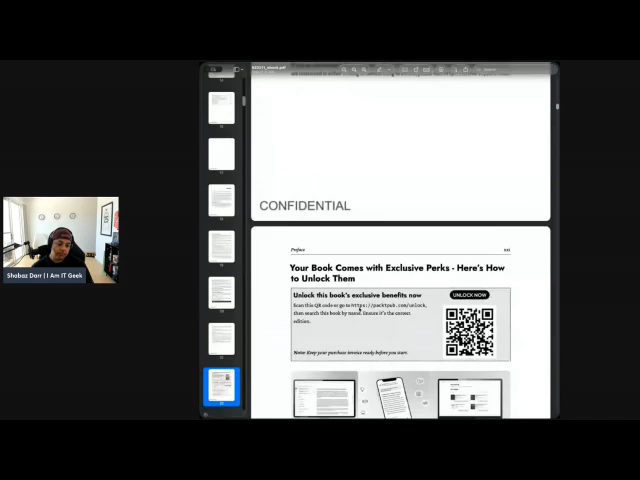 CONFIDENTIAL
Preface
Your Book Comes with Exclusive Perks - Here's How
to Unlock Them
Unlock this book's exclusive benefits now
UNLOCK NOW
Scan this QR code or go to https://packtpub.com/unlock,
then search this book by name. Ensure it's the correct
edition.
Note: Keep your purchase invoice ready before you start.
Shabaz Darr | I Am IT Geek